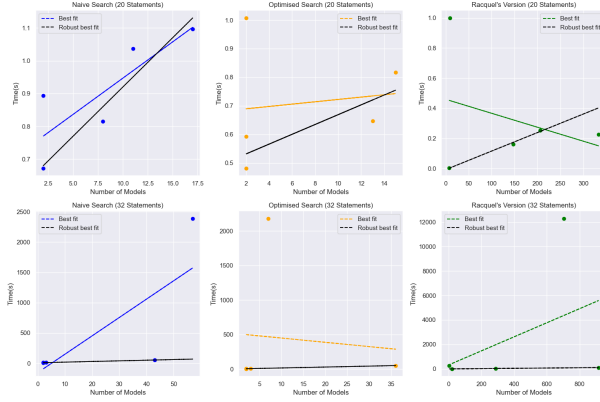 Naive Search (20 Statements)
Best fit
Robust best fit
Time(s)
1.1
1.0
0.9
0.8
0.7
2.5 5.0 7.5 10.0 12.5 15.0 17.5
Number of Models
Optimised Search (20 Statements)
Best fit
Robust best fit
Time(s)
1.0
0.9
0.8
0.7
0.6
0.5
2 4 6 8 10 12 14
Number of Models
Racquel's Version (20 Statements)
Best fit
Robust best fit
Time(s)
1.0
0.8
0.6
0.4
0.2
0.0
0 50 100 150 200 250 300
Number of Models
Naive Search (32 Statements)
Best fit
Robust best fit
Time(s)
2500
2000
1500
1000
500
0
0 10 20 30 40 50
Number of Models
Optimised Search (32 Statements)
Best fit
Robust best fit
Time(s)
2000
1500
1000
500
0
5 10 15 20 25 30 35
Number of Models
Racquel's Version (32 Statements)
Best fit
Robust best fit
Time(s)
12000
10000
8000
6000
4000
2000
0
0 200 400 600 800
Number of Models